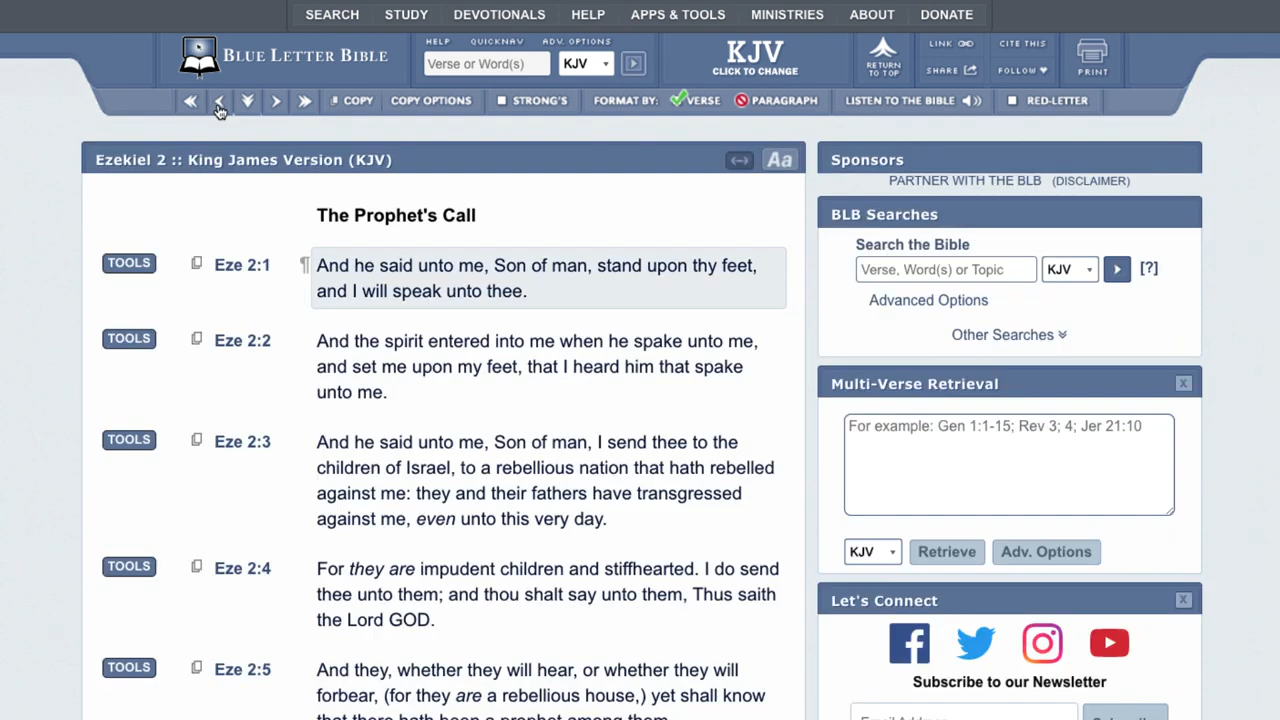 SEARCH STUDY DEVOTIONALS HELP APPS & TOOLS MINISTRIES ABOUT DONATE
BLUE LETTER BIBLE
HELP QUICKNAV ADV. OPTIONS
Verse or Word(s) KJV
KJV
CLICK TO CHANGE
RETURN
TO TOP
LINK CITE THIS
SHARE FOLLOW
PRINT
COPY COPY OPTIONS STRONG'S FORMAT BY: VERSE PARAGRAPH LISTEN TO THE BIBLE RED-LETTER
Ezekiel 2 :: King James Version (KJV)
Aa
The Prophet's Call
TOOLS Eze 2:1 ¶ And he said unto me, Son of man, stand upon thy feet,
and I will speak unto thee.
TOOLS Eze 2:2 And the spirit entered into me when he spake unto me,
and set me upon my feet, that I heard him that spake
unto me.
TOOLS Eze 2:3 And he said unto me, Son of man, I send thee to the
children of Israel, to a rebellious nation that hath rebelled
against me: they and their fathers have transgressed
against me, even unto this very day.
TOOLS Eze 2:4 For they are impudent children and stiffhearted. I do send
thee unto them; and thou shalt say unto them, Thus saith
the Lord GOD.
TOOLS Eze 2:5 And they, whether they will hear, or whether they will
forbear, (for they are a rebellious house,) yet shall know
that there hath been a prophet among them.
Sponsors
PARTNER WITH THE BLB (DISCLAIMER)
BLB Searches
Search the Bible
Verse, Word(s) or Topic KJV [?]
Advanced Options
Other Searches
Multi-Verse Retrieval X
For example: Gen 1:1-15; Rev 3; 4; Jer 21:10
KJV Retrieve Adv. Options
Let's Connect X
Subscribe to our Newsletter
Email Address Subscribe